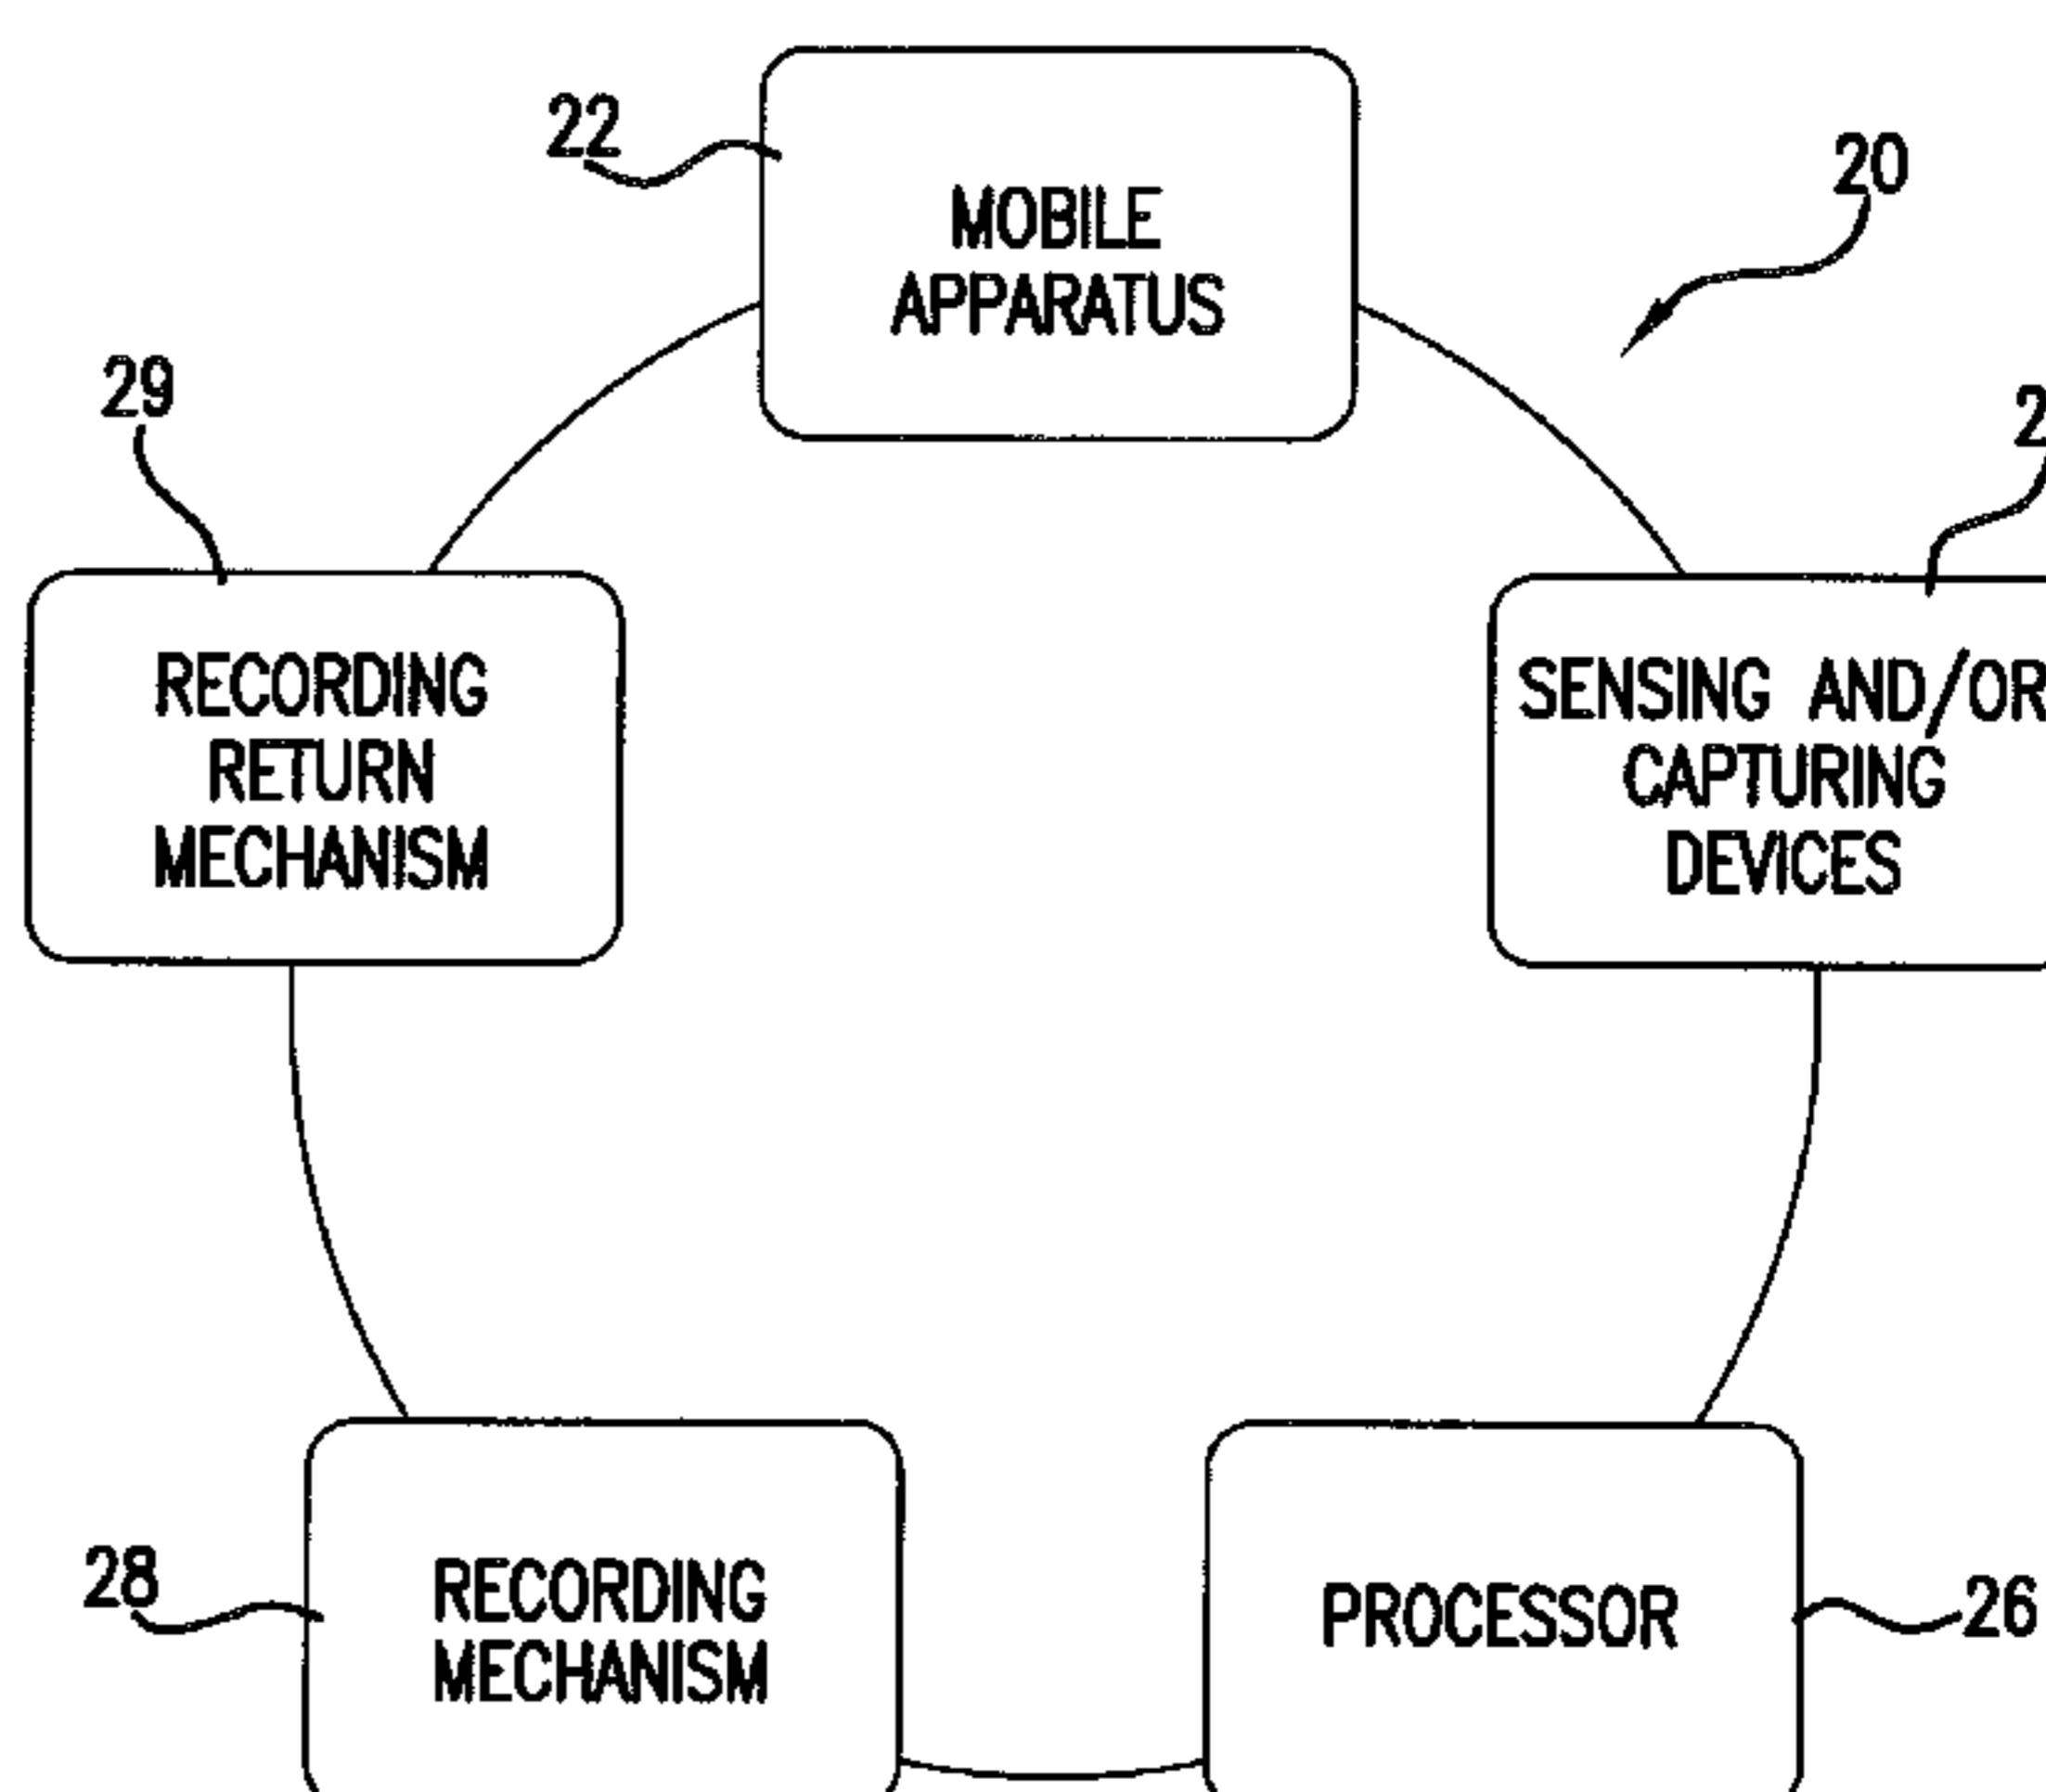 22
MOBILE
APPARATUS
20
29
RECORDING
RETURN
MECHANISM
SENSING AND/OR
CAPTURING
DEVICES
28
RECORDING
MECHANISM
PROCESSOR
26